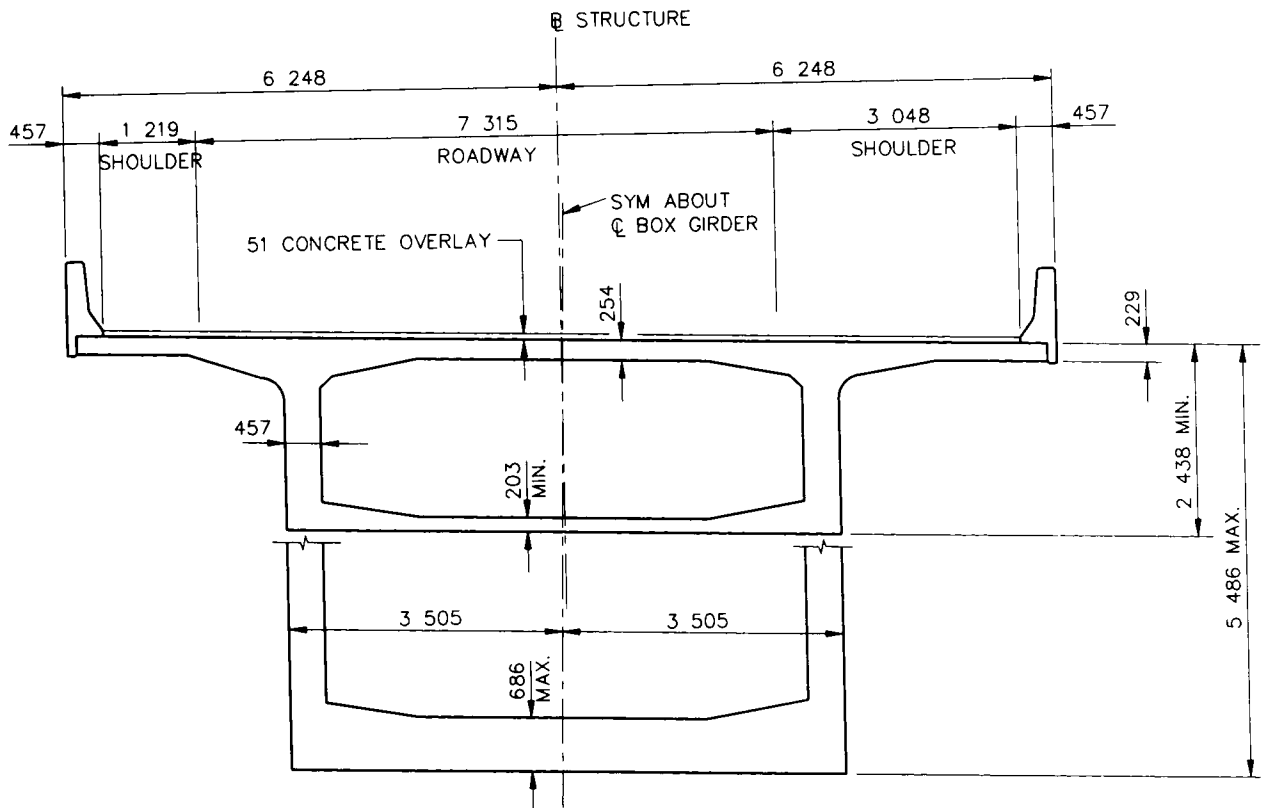 ℄ STRUCTURE
6 248
6 248
457
1 219
7 315
3 048
457
SHOULDER
ROADWAY
SHOULDER
SYM ABOUT
℄ BOX GIRDER
51 CONCRETE OVERLAY
254
229
457
203
MIN.
2 438 MIN.
5 486 MAX.
3 505
3 505
686
MAX.